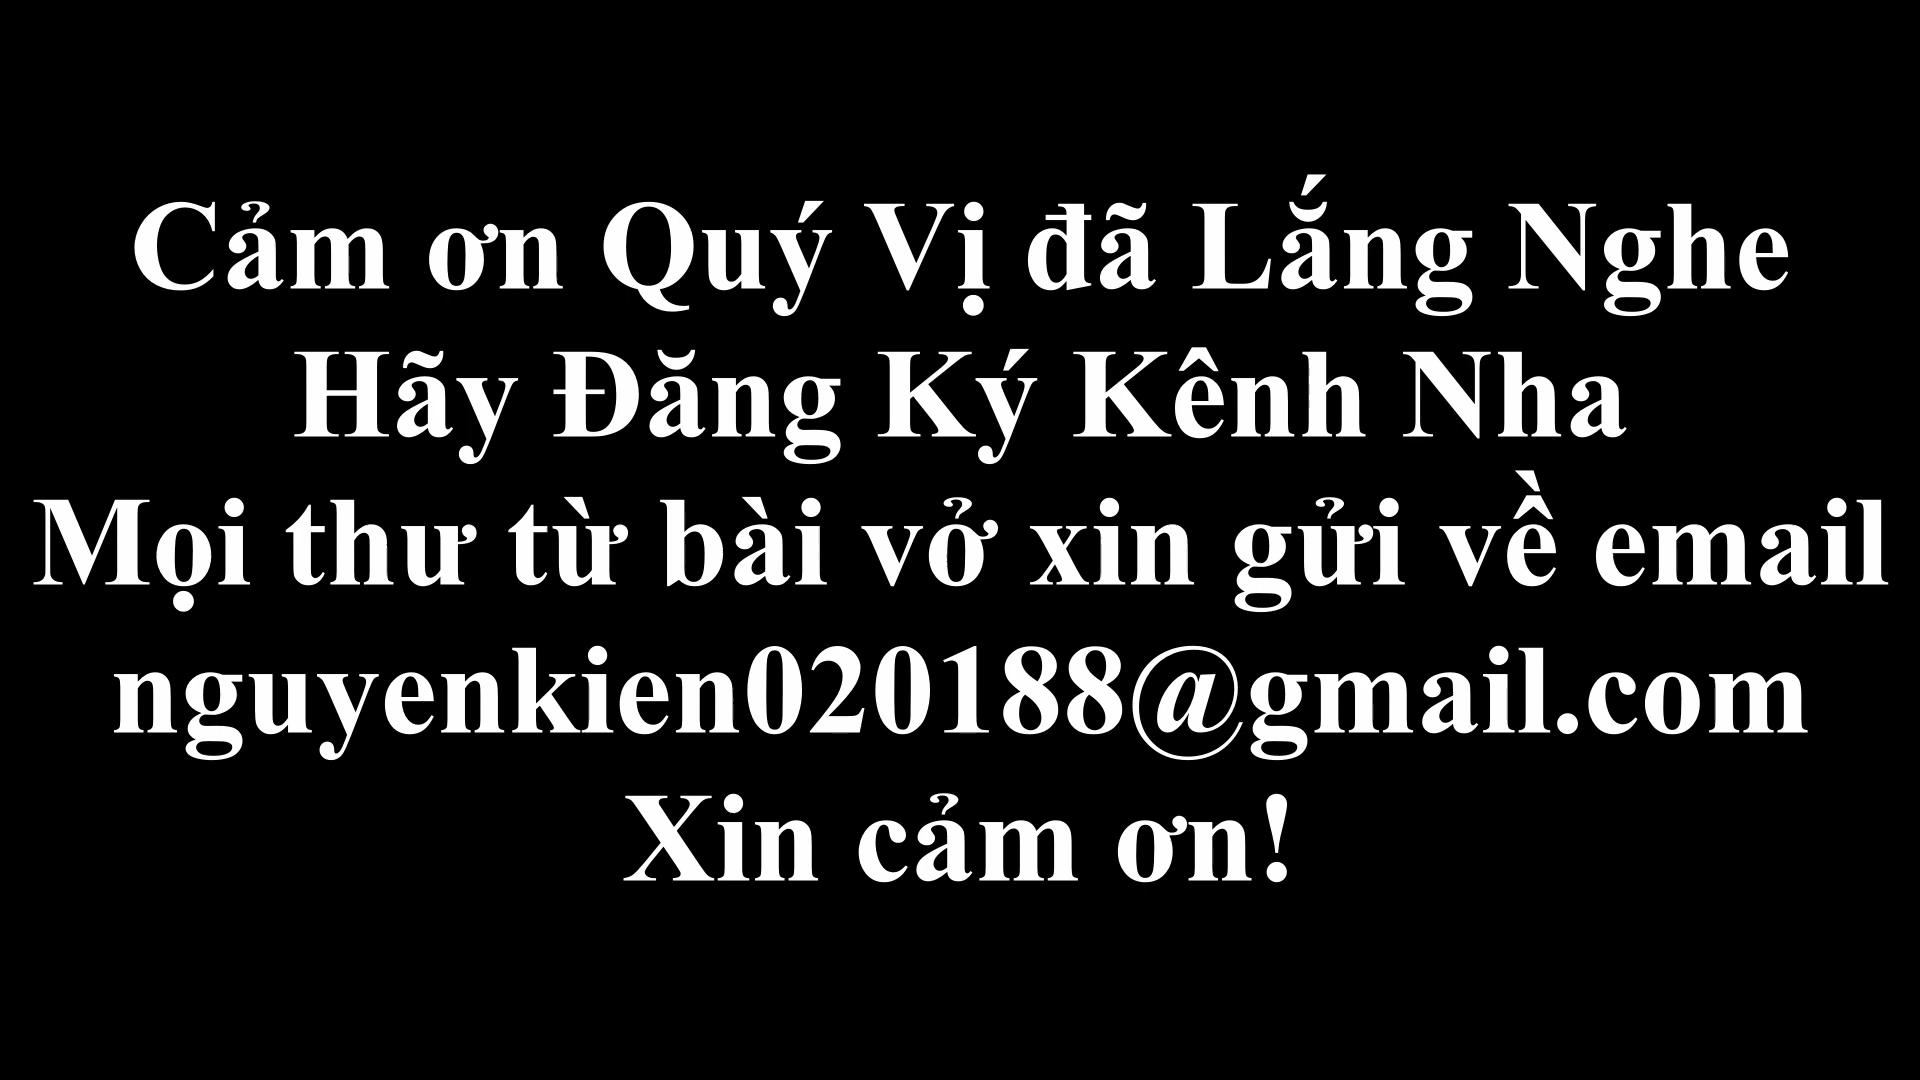 Cảm ơn Quý Vị đã Lắng Nghe
Hãy Đăng Ký Kênh Nha
Mọi thư từ bài vở xin gửi về email
nguyenkien020188@gmail.com
Xin cảm ơn!